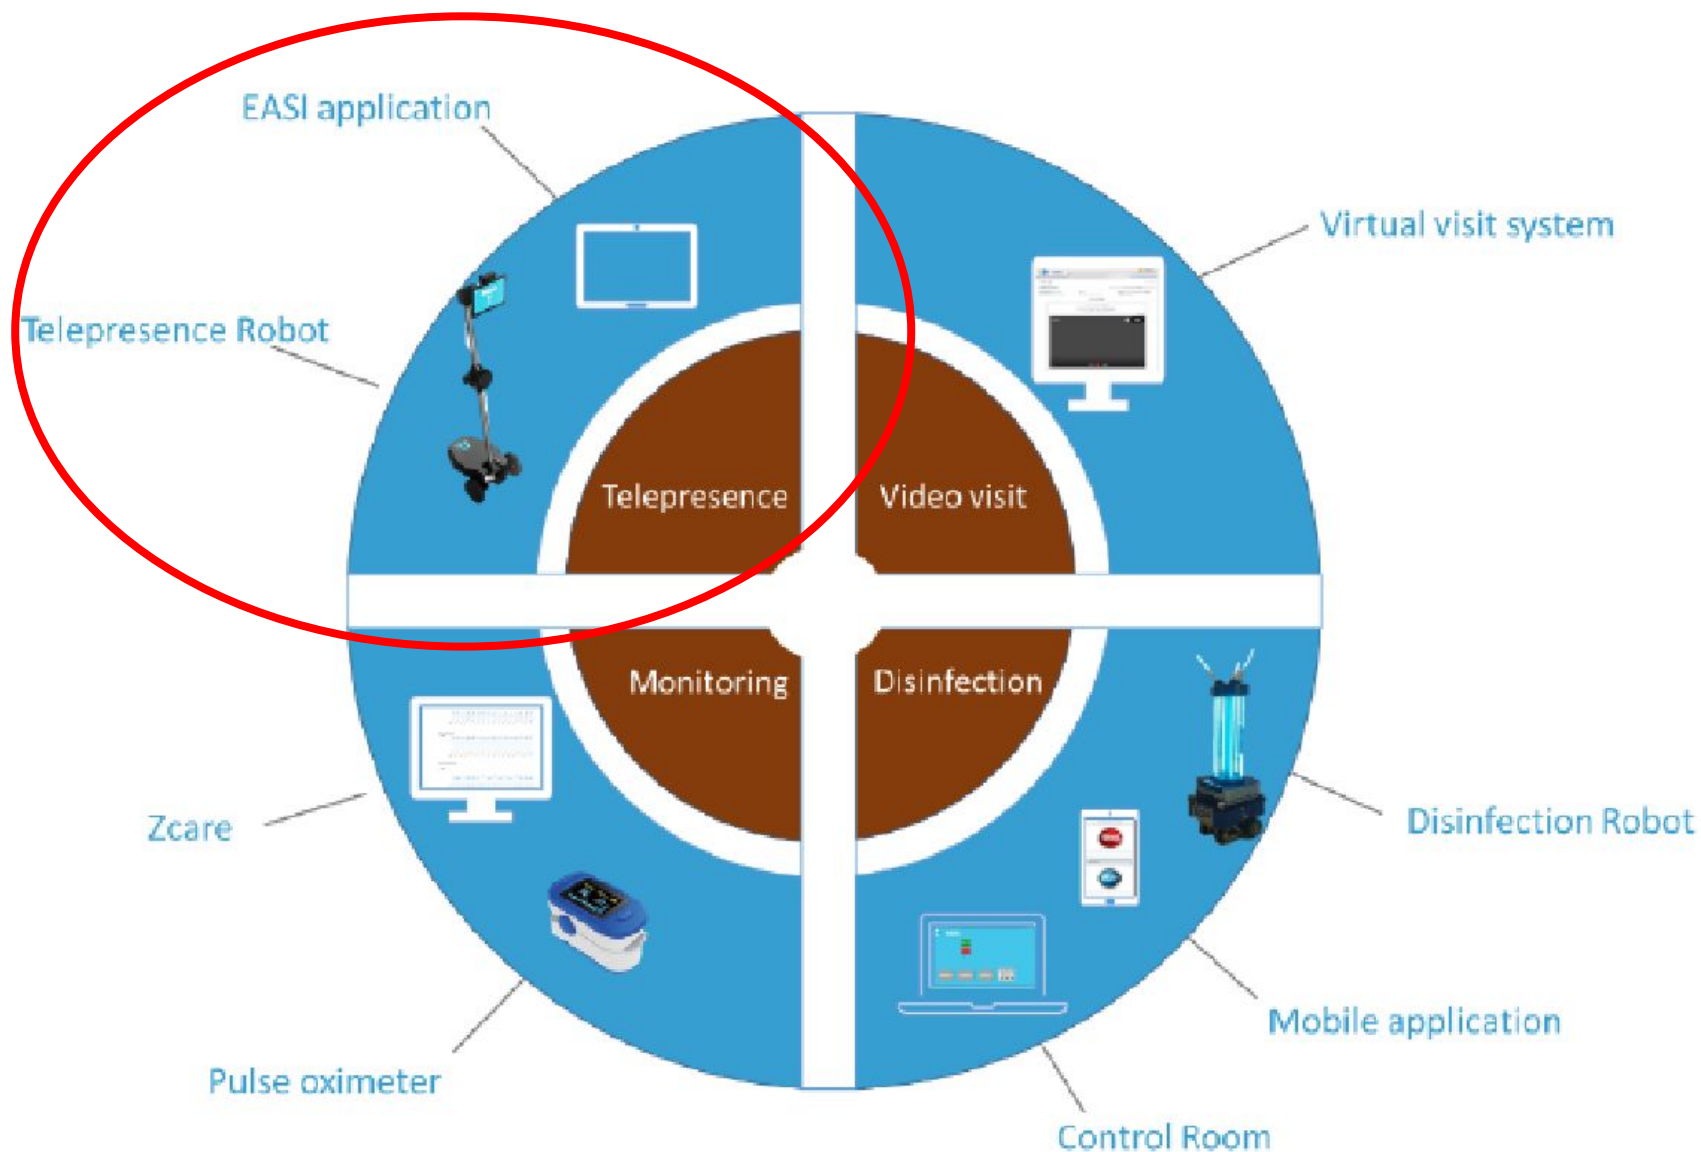 EASI application
Virtual visit system
Telepresence Robot
Telepresence
Video visit
Monitoring
Disinfection
Zcare
Disinfection Robot
Mobile application
Pulse oximeter
Control Room